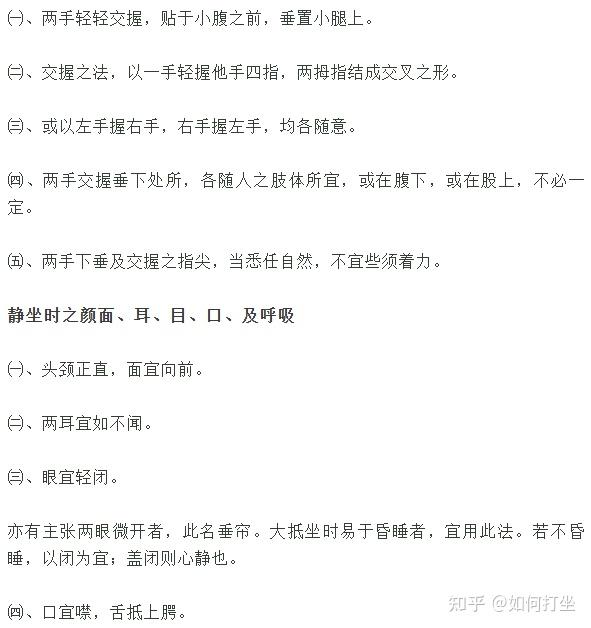 ㈠、两手轻轻交握，贴于小腹之前，垂置小腿上。
㈡、交握之法，以一手轻握他手四指，两拇指结成交叉之形。
㈢、或以左手握右手，右手握左手，均各随意。
㈣、两手交握垂下处所，各随人之肢体所宜，或在腹下，或在股上，不必一
定。
㈤、两手下垂及交握之指尖，当悉任自然，不宜些须着力。
静坐时之颜面、耳、目、口、及呼吸
㈠、头颈正直，面宜向前。
㈡、两耳宜如不闻。
㈢、眼宜轻闭。
亦有主张两眼微开者，此名垂帘。大抵坐时易于昏睡者，宜用此法。若不昏
睡，以闭为宜；盖闭则心静也。
㈣、口宜噤，舌抵上腭。
知乎 @如何打坐